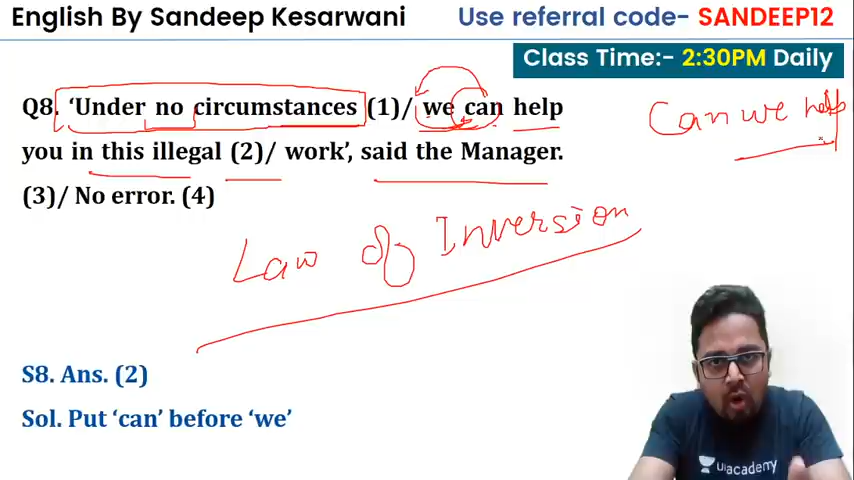 English By Sandeep Kesarwani
Use referral code- SANDEEP12
Class Time:- 2:30PM Daily
Q8. ‘Under no circumstances (1)/ we can help
you in this illegal (2)/ work’, said the Manager.
(3)/ No error. (4)
Can we help
Law of Inversion
S8. Ans. (2)
Sol. Put ‘can’ before ‘we’
unacademy